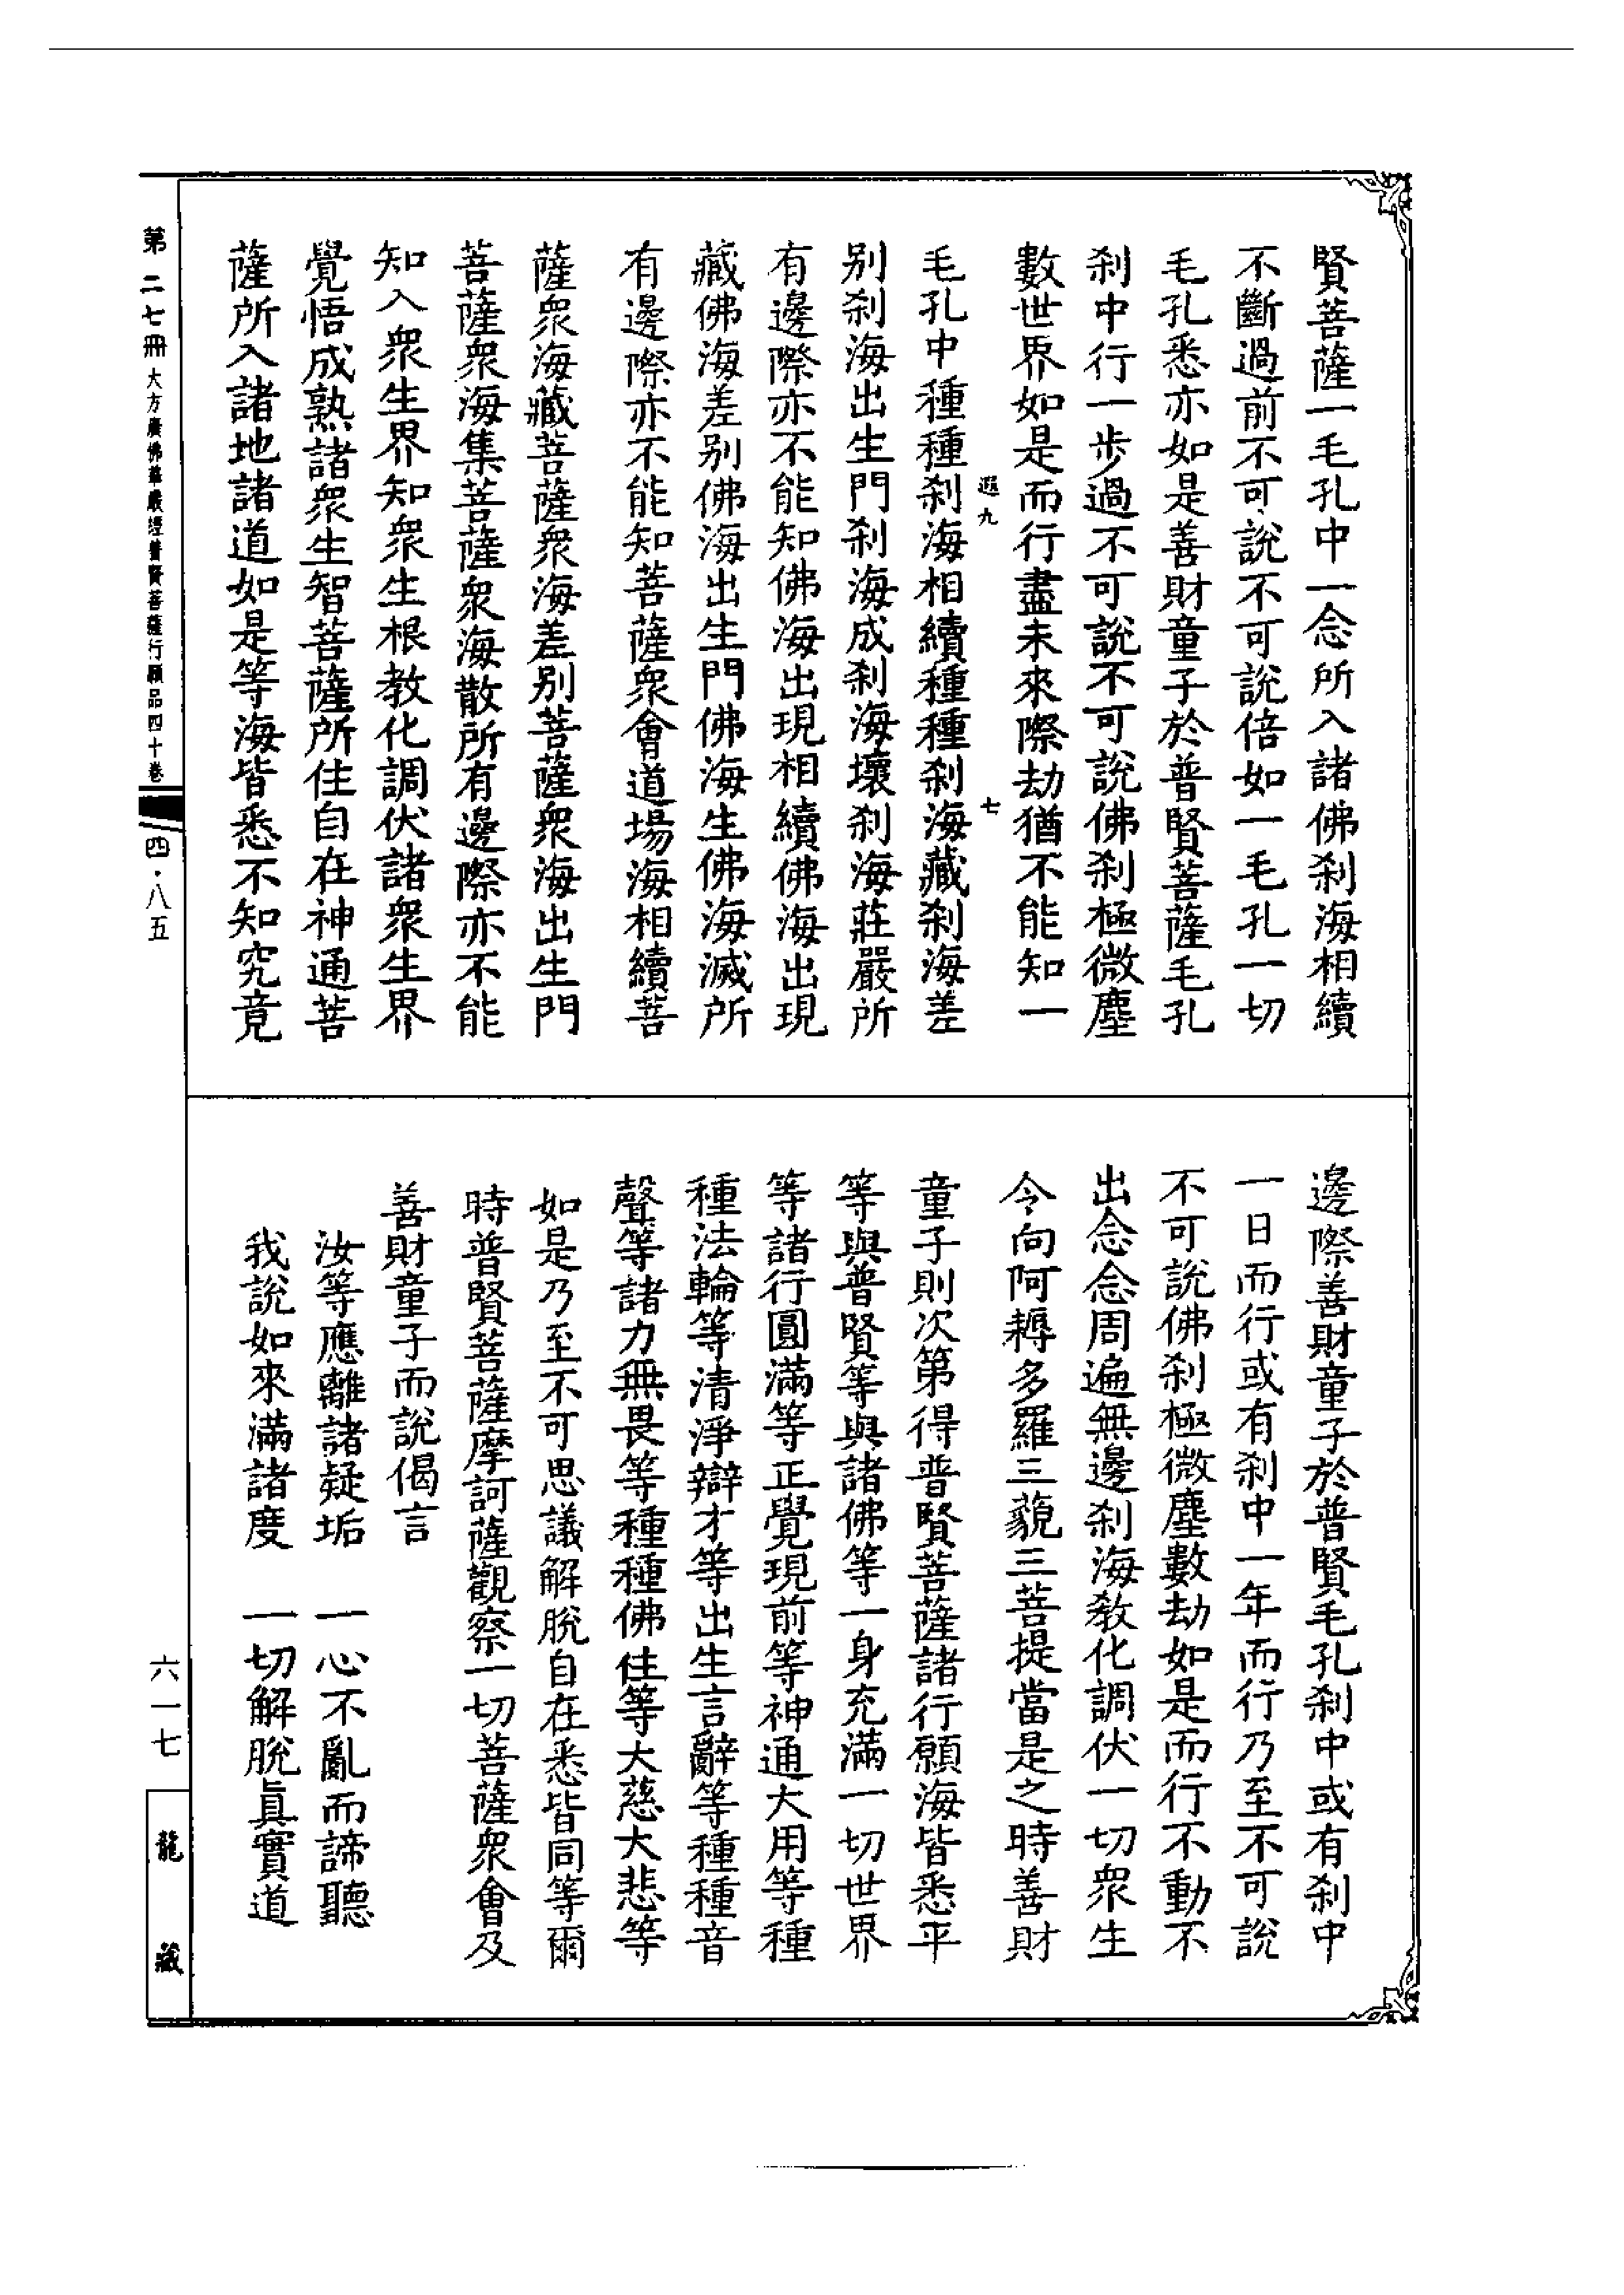 賢菩薩一毛孔中一念所入諸佛刹海相續
不斷過前不可說不可說倍如一毛孔一切
毛孔悉亦如是善財童子於普賢菩薩毛孔
刹中行一步過不可說不可說佛刹極微塵
數世界如是而行盡未來際劫猶不能知一
遐九 七
毛孔中種種刹海相續種種刹海藏刹海差
別刹海出生門刹海成刹海壞刹海莊嚴所
有邊際亦不能知佛海出現相續佛海出現
藏佛海差別佛海出生門佛海生佛海滅所
有邊際亦不能知菩薩衆會道場海相續菩
薩衆海藏菩薩衆海差別菩薩衆海出生門
菩薩衆海集菩薩衆海散所有邊際亦不能
知入衆生界知衆生根教化調伏諸衆生界
覺悟成熟諸衆生智菩薩所住自在神通菩
薩所入諸地諸道如是等海皆悉不知究竟
邊際善財童子於普賢毛孔刹中或有刹中
一日而行或有刹中一年而行乃至不可說
不可說佛刹極微塵數劫如是而行不動不
出念念周遍無邊刹海教化調伏一切衆生
令向阿耨多羅三藐三菩提當是之時善財
童子則次第得普賢菩薩諸行願海皆悉平
等與普賢等與諸佛等一身充滿一切世界
等諸行圓滿等正覺現前等神通大用等種
種法輪等清淨辯才等出生言辭等種種音
聲等諸力無畏等種種佛住等大慈大悲等
如是乃至不可思議解脫自在悉皆同等爾
時普賢菩薩摩訶薩觀察一切菩薩衆會及
善財童子而說偈言
汝等應離諸疑垢 一心不亂而諦聽
我說如來滿諸度 一切解脫眞實道
第二七冊 大方廣佛華嚴經普賢菩薩行願品四十卷 四·八五
六一七
龍藏